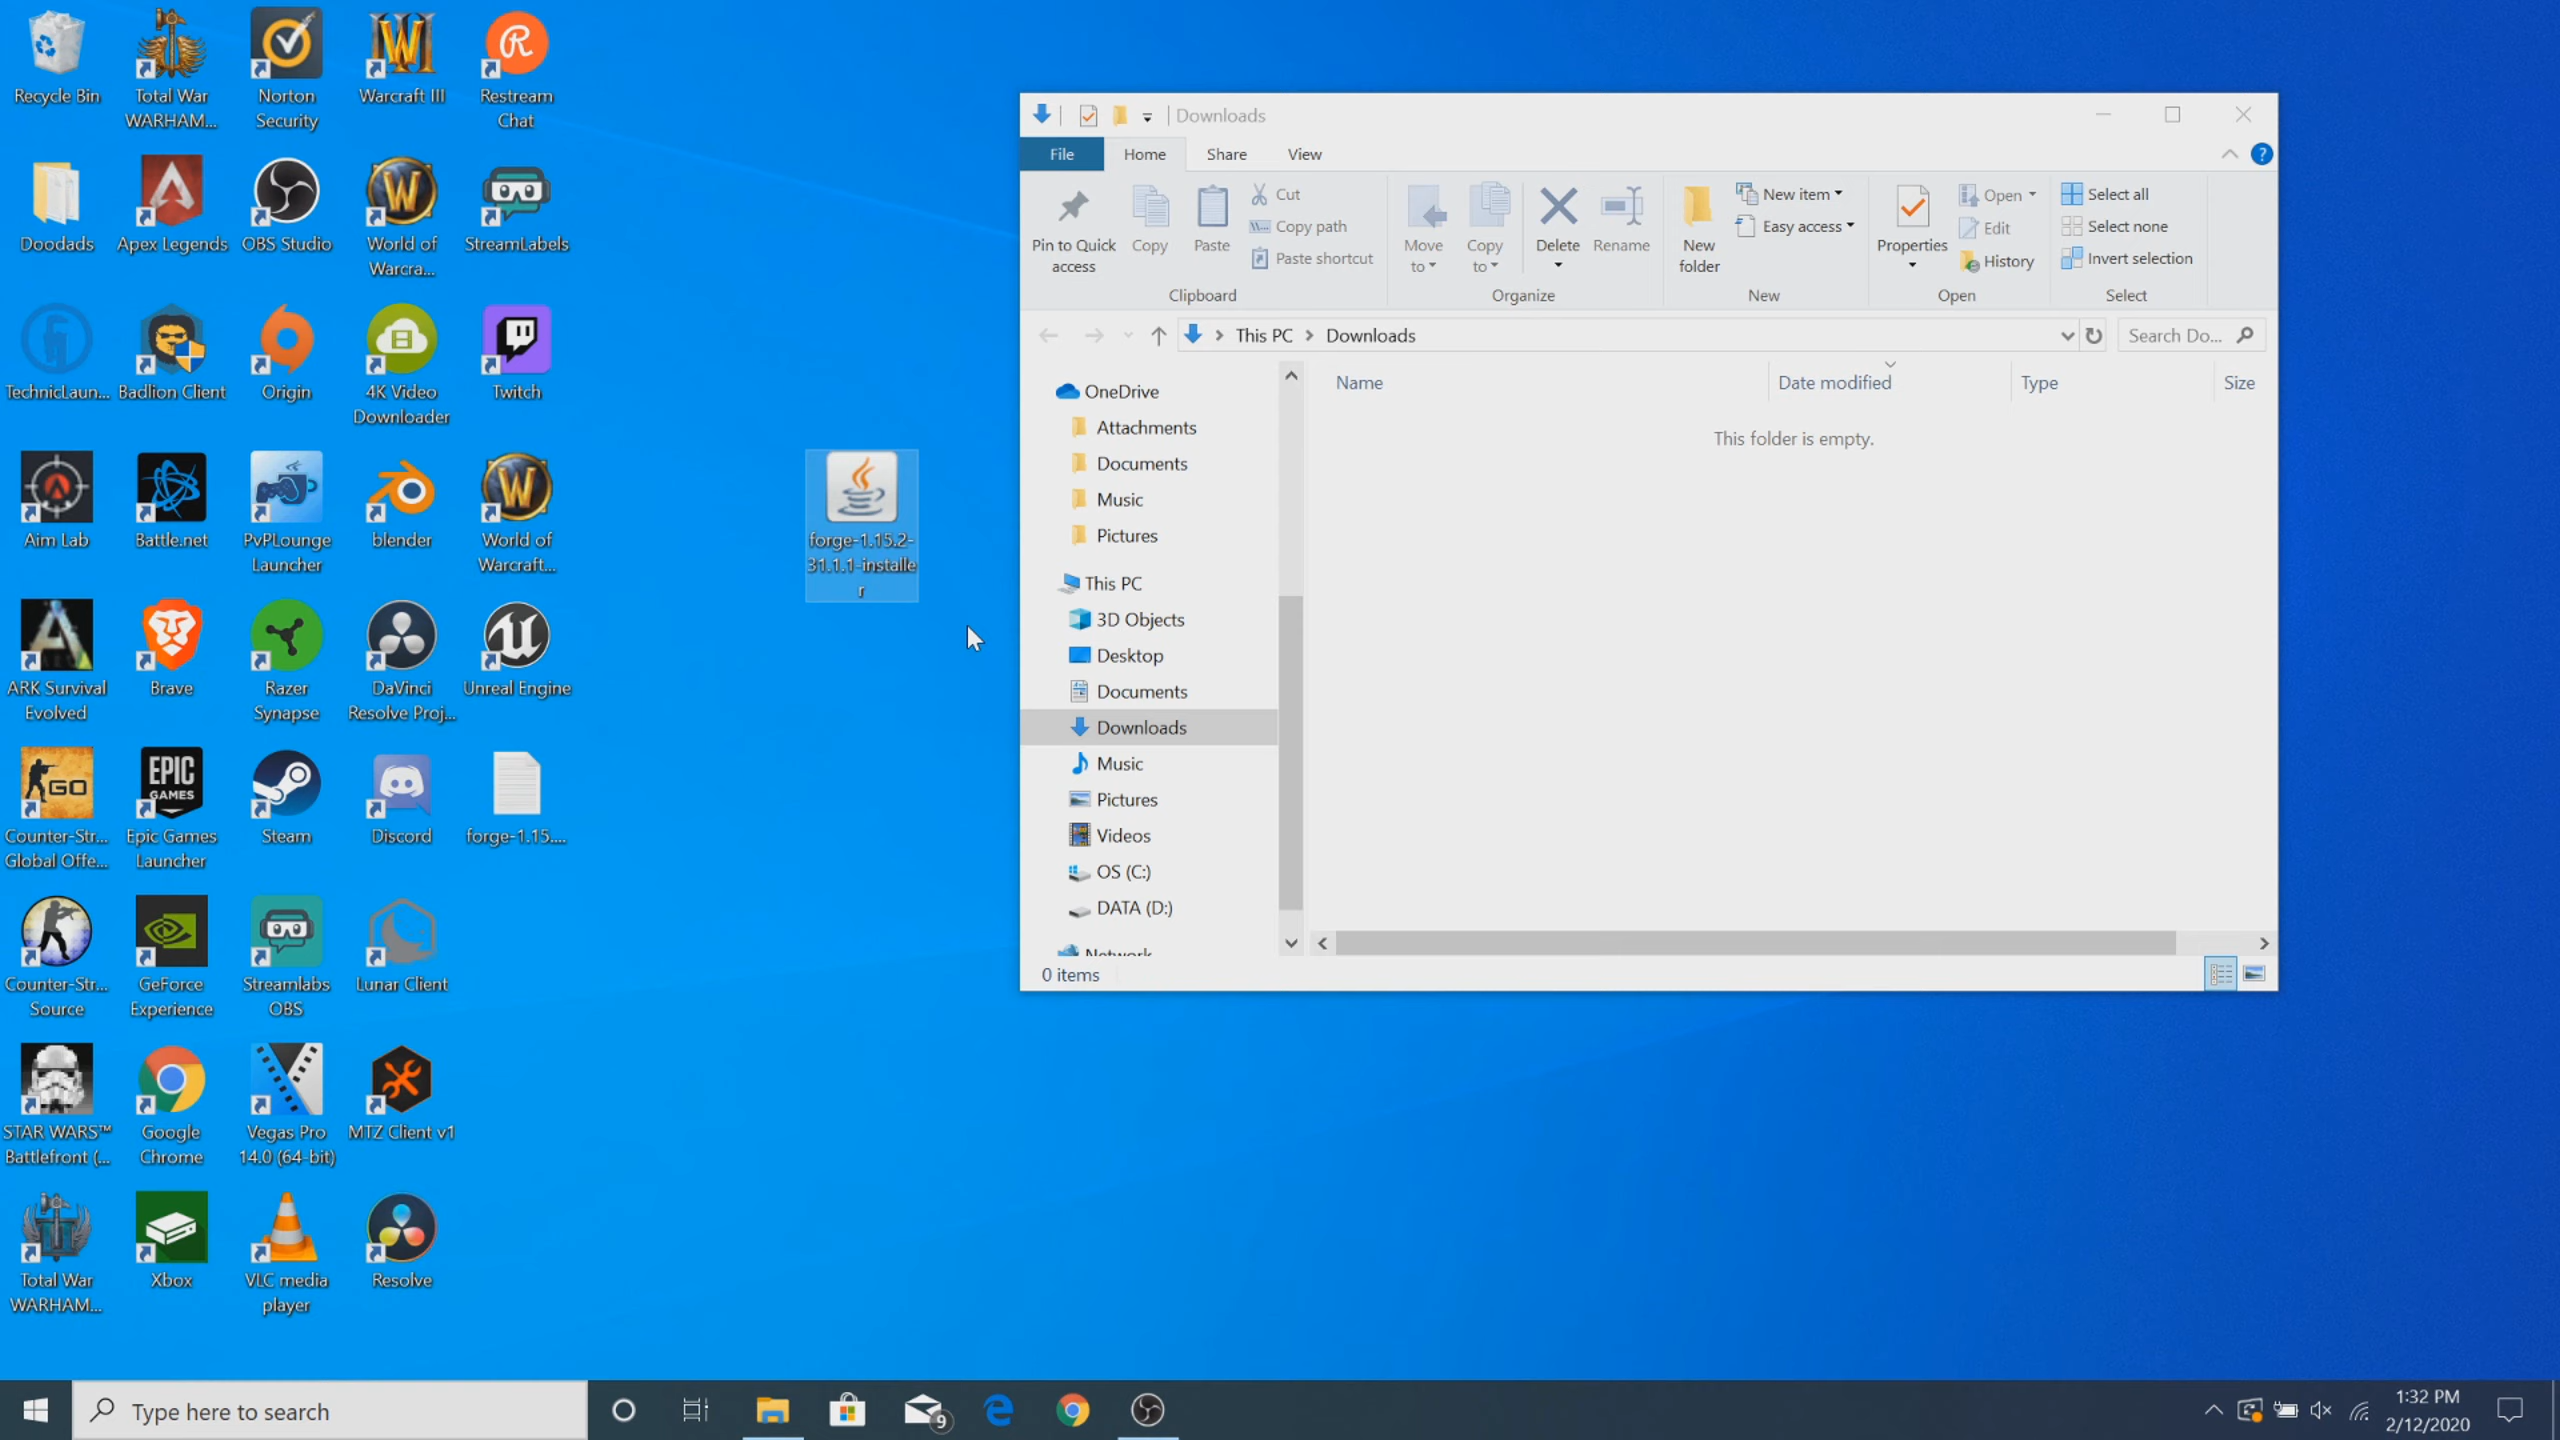 Recycle Bin
Total War
WARHAM...
Norton
Security
Warcraft III
Restream
Chat
Doodads
Apex Legends
OBS Studio
World of
Warcra...
StreamLabels
TechnicLaun...
Badlion Client
Origin
4K Video
Downloader
Twitch
Aim Lab
Battle.net
PvPLounge
Launcher
blender
World of
Warcraft...
ARK Survival
Evolved
Brave
Razer
Synapse
DaVinci
Resolve Proj...
Unreal Engine
GO
Counter-Str...
Global Offe...
EPIC
GAMES
Epic Games
Launcher
Steam
Discord
forge-1.15....
Counter-Str...
Source
GeForce
Experience
Streamlabs
OBS
Lunar Client
STAR WARS™
Battlefront (...
Google
Chrome
Vegas Pro
14.0 (64-bit)
MTZ Client v1
Total War
WARHAM...
Xbox
VLC media
player
Resolve
forge-1.15.2-
31.1.1-installe
r
Downloads
File
Home
Share
View
Pin to Quick
access
Copy
Paste
Cut
Copy path
Paste shortcut
Clipboard
Move
to
Copy
to
Delete
Rename
Organize
New
folder
New item
Easy access
New
Properties
Open
Edit
History
Open
Select all
Select none
Invert selection
Select
This PC
Downloads
Search Do...
OneDrive
Attachments
Documents
Music
Pictures
This PC
3D Objects
Desktop
Documents
Downloads
Music
Pictures
Videos
OS (C:)
DATA (D:)
Network
Name
Date modified
Type
Size
This folder is empty.
0 items
Type here to search
9
1:32 PM
2/12/2020